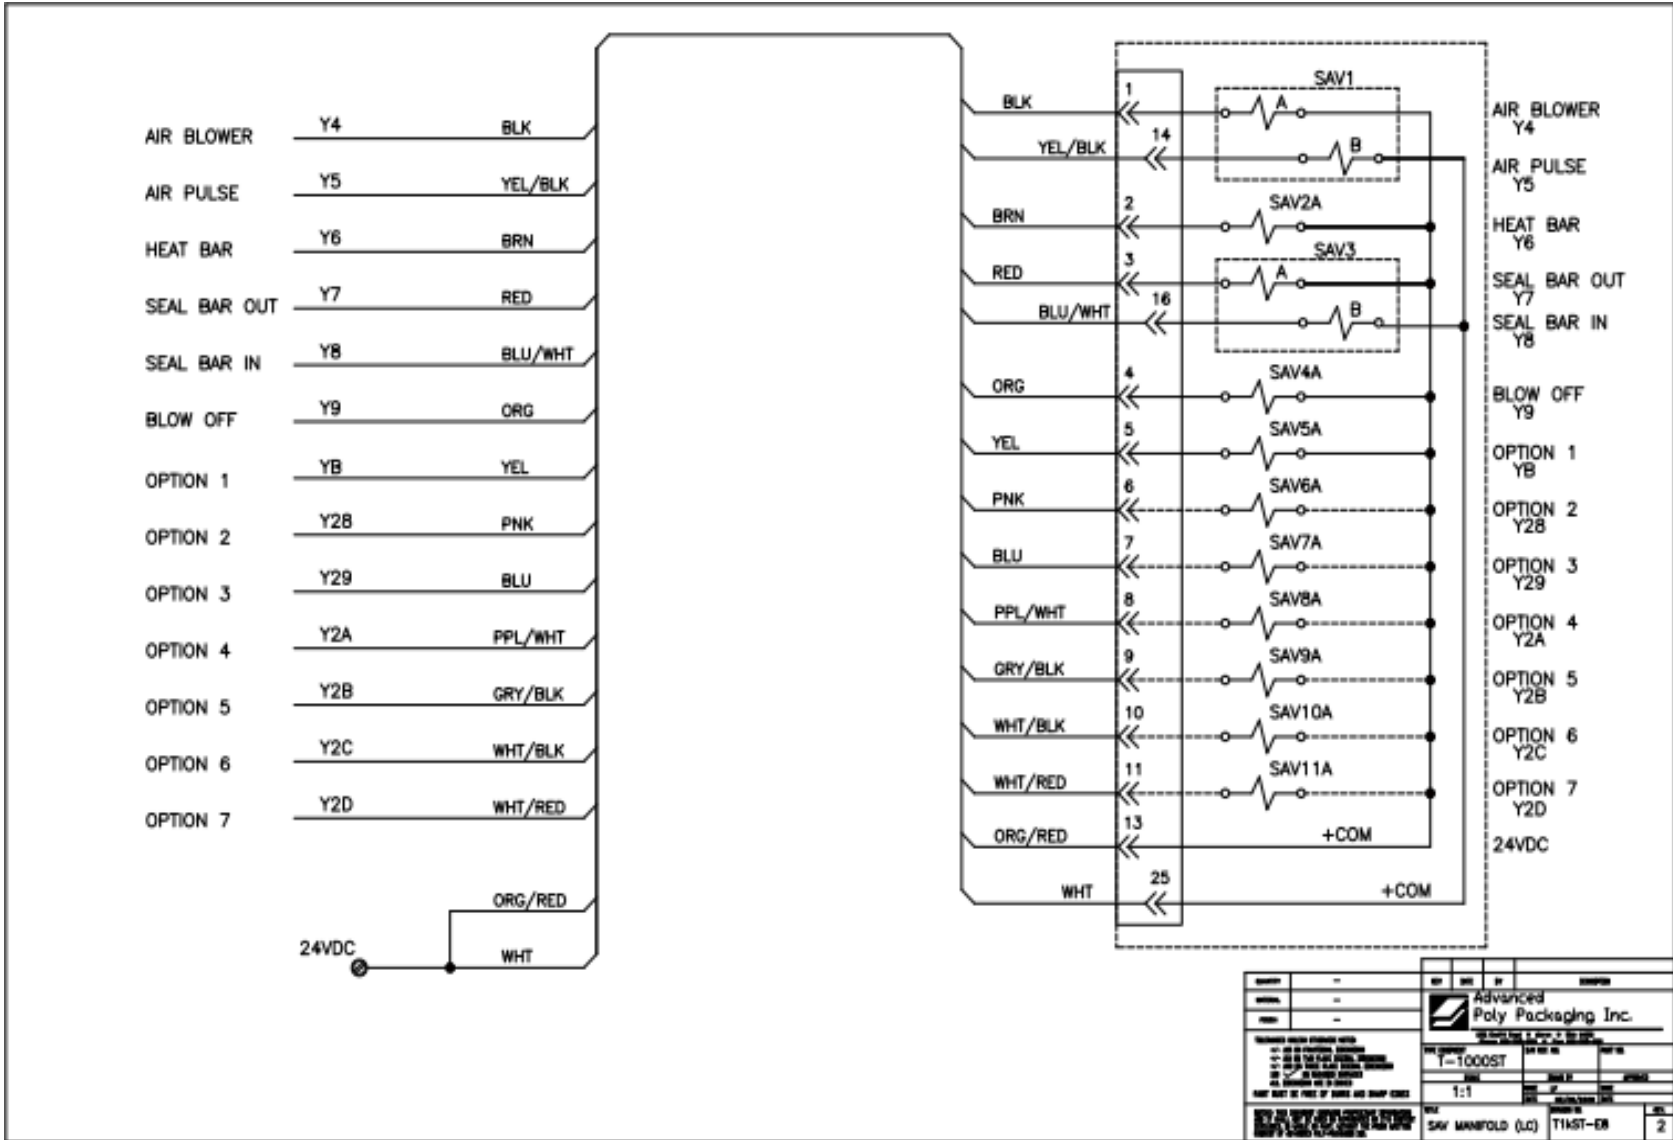 AIR BLOWER Y4 BLK
AIR PULSE Y5 YEL/BLK
HEAT BAR Y6 BRN
SEAL BAR OUT Y7 RED
SEAL BAR IN Y8 BLU/WHT
BLOW OFF Y9 ORG
OPTION 1 YB YEL
OPTION 2 Y28 PNK
OPTION 3 Y29 BLU
OPTION 4 Y2A PPL/WHT
OPTION 5 Y2B GRY/BLK
OPTION 6 Y2C WHT/BLK
OPTION 7 Y2D WHT/RED
ORG/RED
24VDC WHT
SAV1
BLK 1 A AIR BLOWER
Y4
YEL/BLK 14 B AIR PULSE
Y5
BRN 2 SAV2A HEAT BAR
Y6
SAV3
RED 3 A SEAL BAR OUT
Y7
BLU/WHT 16 B SEAL BAR IN
Y8
ORG 4 SAV4A BLOW OFF
Y9
YEL 5 SAV5A OPTION 1
YB
PNK 6 SAV6A OPTION 2
Y28
BLU 7 SAV7A OPTION 3
Y29
PPL/WHT 8 SAV8A OPTION 4
Y2A
GRY/BLK 9 SAV9A OPTION 5
Y2B
WHT/BLK 10 SAV10A OPTION 6
Y2C
WHT/RED 11 SAV11A OPTION 7
Y2D
ORG/RED 13 +COM 24VDC
WHT 25 +COM
Advanced
Poly Packaging Inc.
T-1000ST
1:1
SAV MANIFOLD (LC) T1kST-E8 2